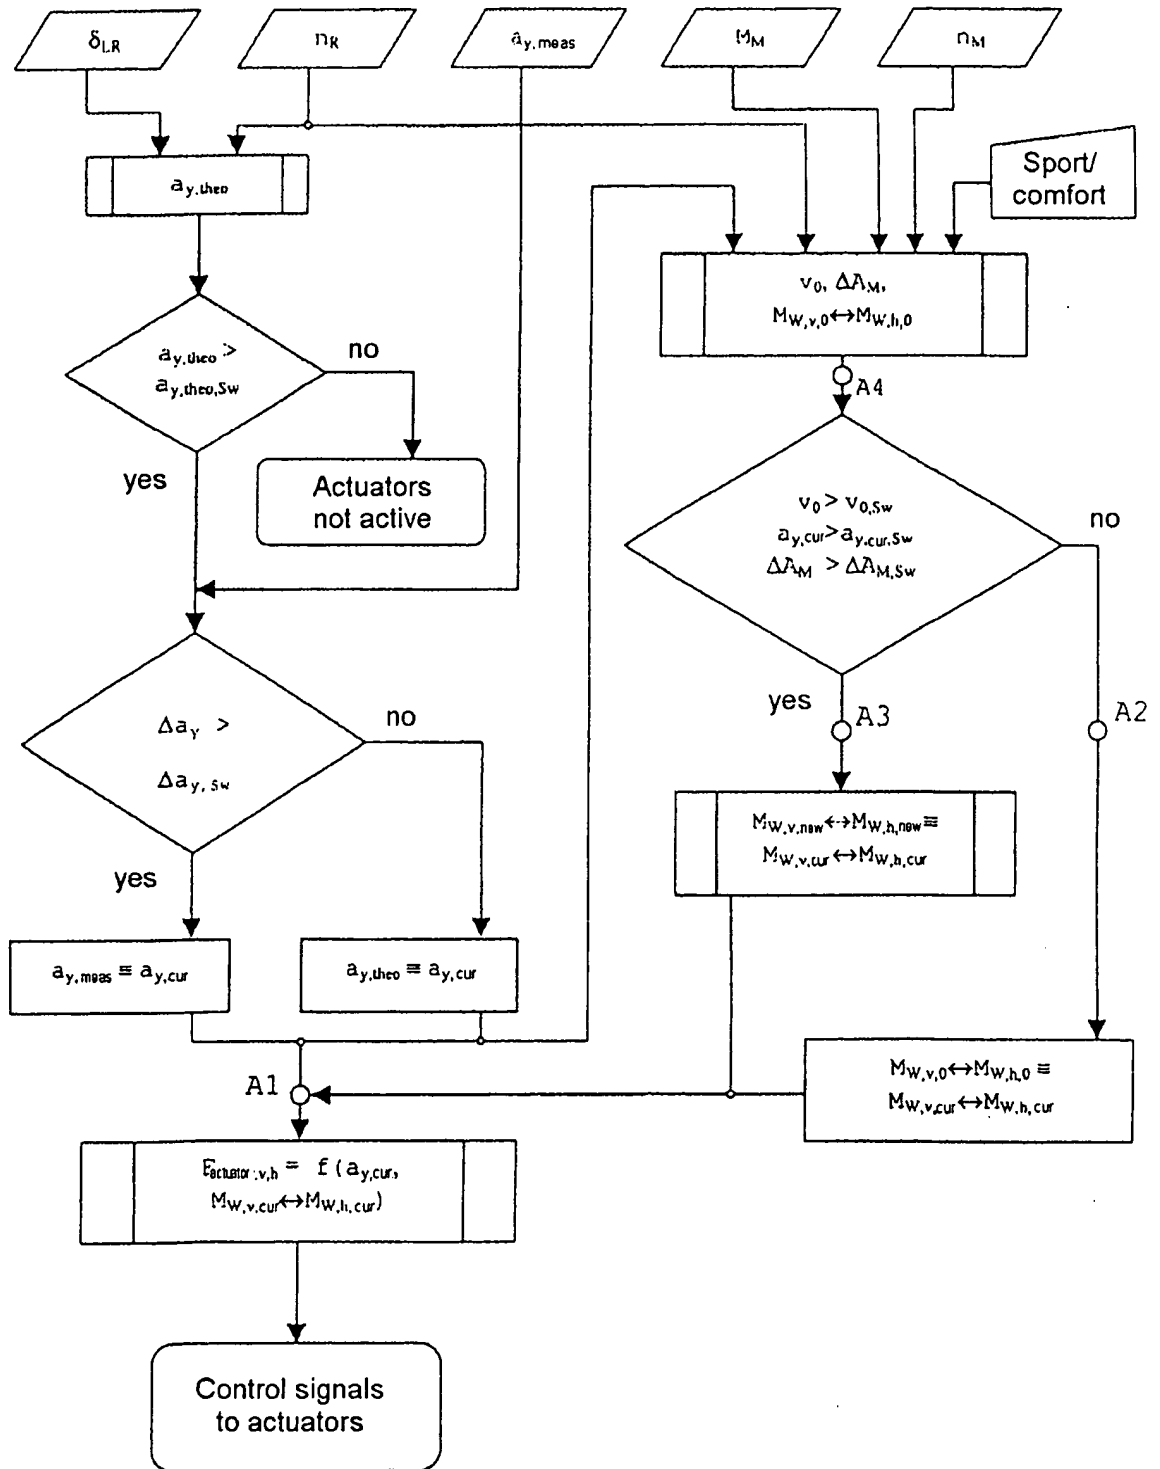 δLR
nR
ay,meas
MM
nM
Sport/
comfort
ay,theo
v0, ΔAM,
MW,v,0↔MW,h,0
A4
ay,theo >
ay,theo,Sw
no
yes
Actuators
not active
v0 > v0,Sw
ay,cur>ay,cur,Sw
ΔAM > ΔAM,Sw
no
yes
A3
A2
Δay >
Δay,Sw
no
yes
MW,v,new↔MW,h,new≡
MW,v,cur↔MW,h,cur
ay,meas ≡ ay,cur
ay,theo ≡ ay,cur
A1
MW,v,0↔MW,h,0 ≡
MW,v,cur↔MW,h,cur
Factuator;v,h = f(ay,cur,
MW,v,cur↔MW,h,cur)
Control signals
to actuators